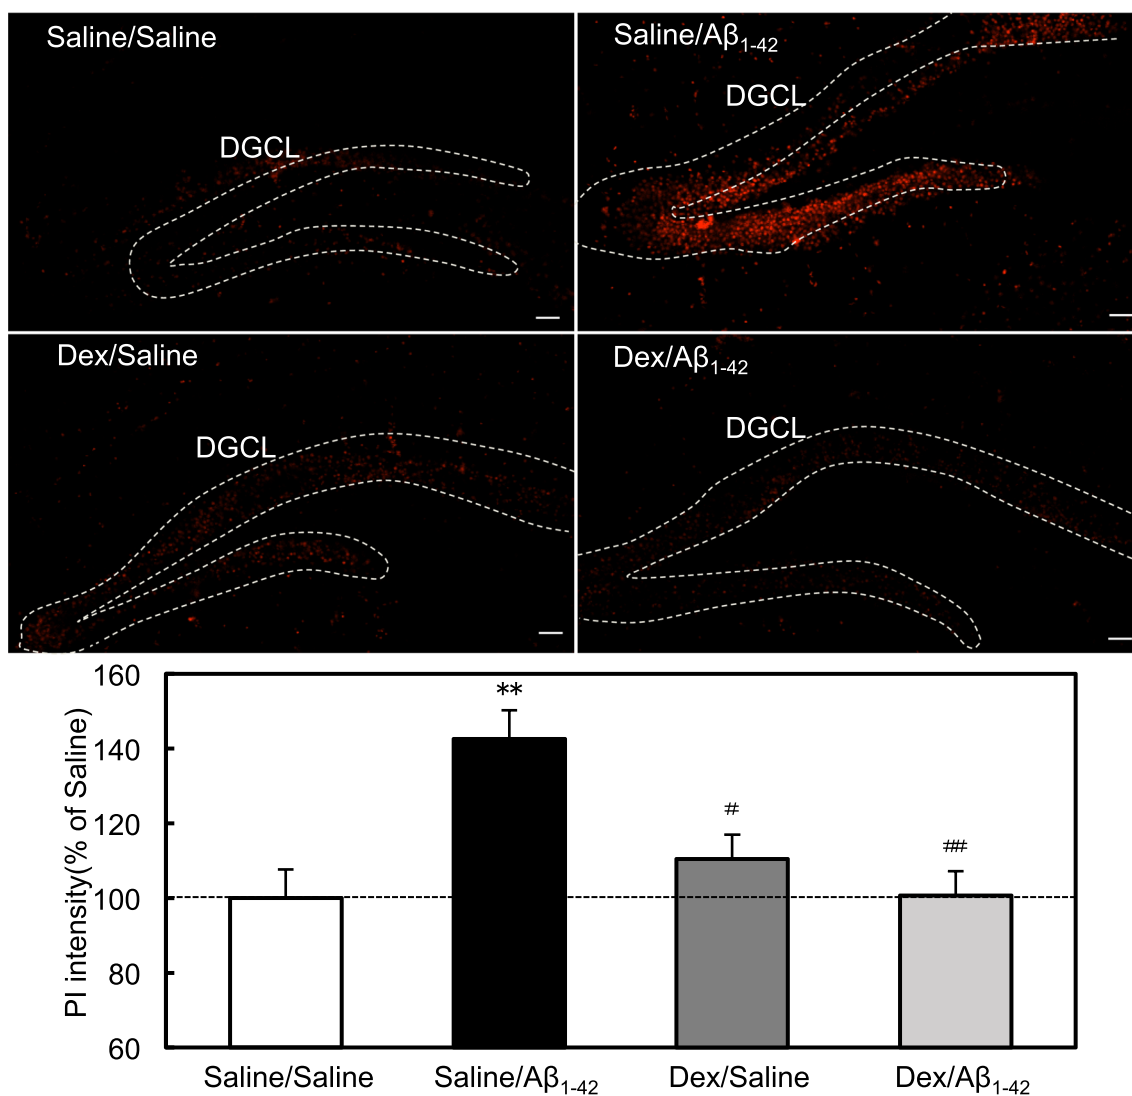 Saline/Saline
Saline/Aβ1-42
DGCL
DGCL
Dex/Saline
Dex/Aβ1-42
DGCL
DGCL
PI intensity(% of Saline)
160
140
120
100
80
60
**
#
##
Saline/Saline
Saline/Aβ1-42
Dex/Saline
Dex/Aβ1-42